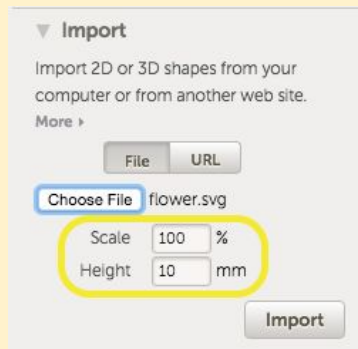 ▼ Import
Import 2D or 3D shapes from your
computer or from another web site.
More ▸
File URL
Choose File flower.svg
Scale 100 %
Height 10 mm
Import